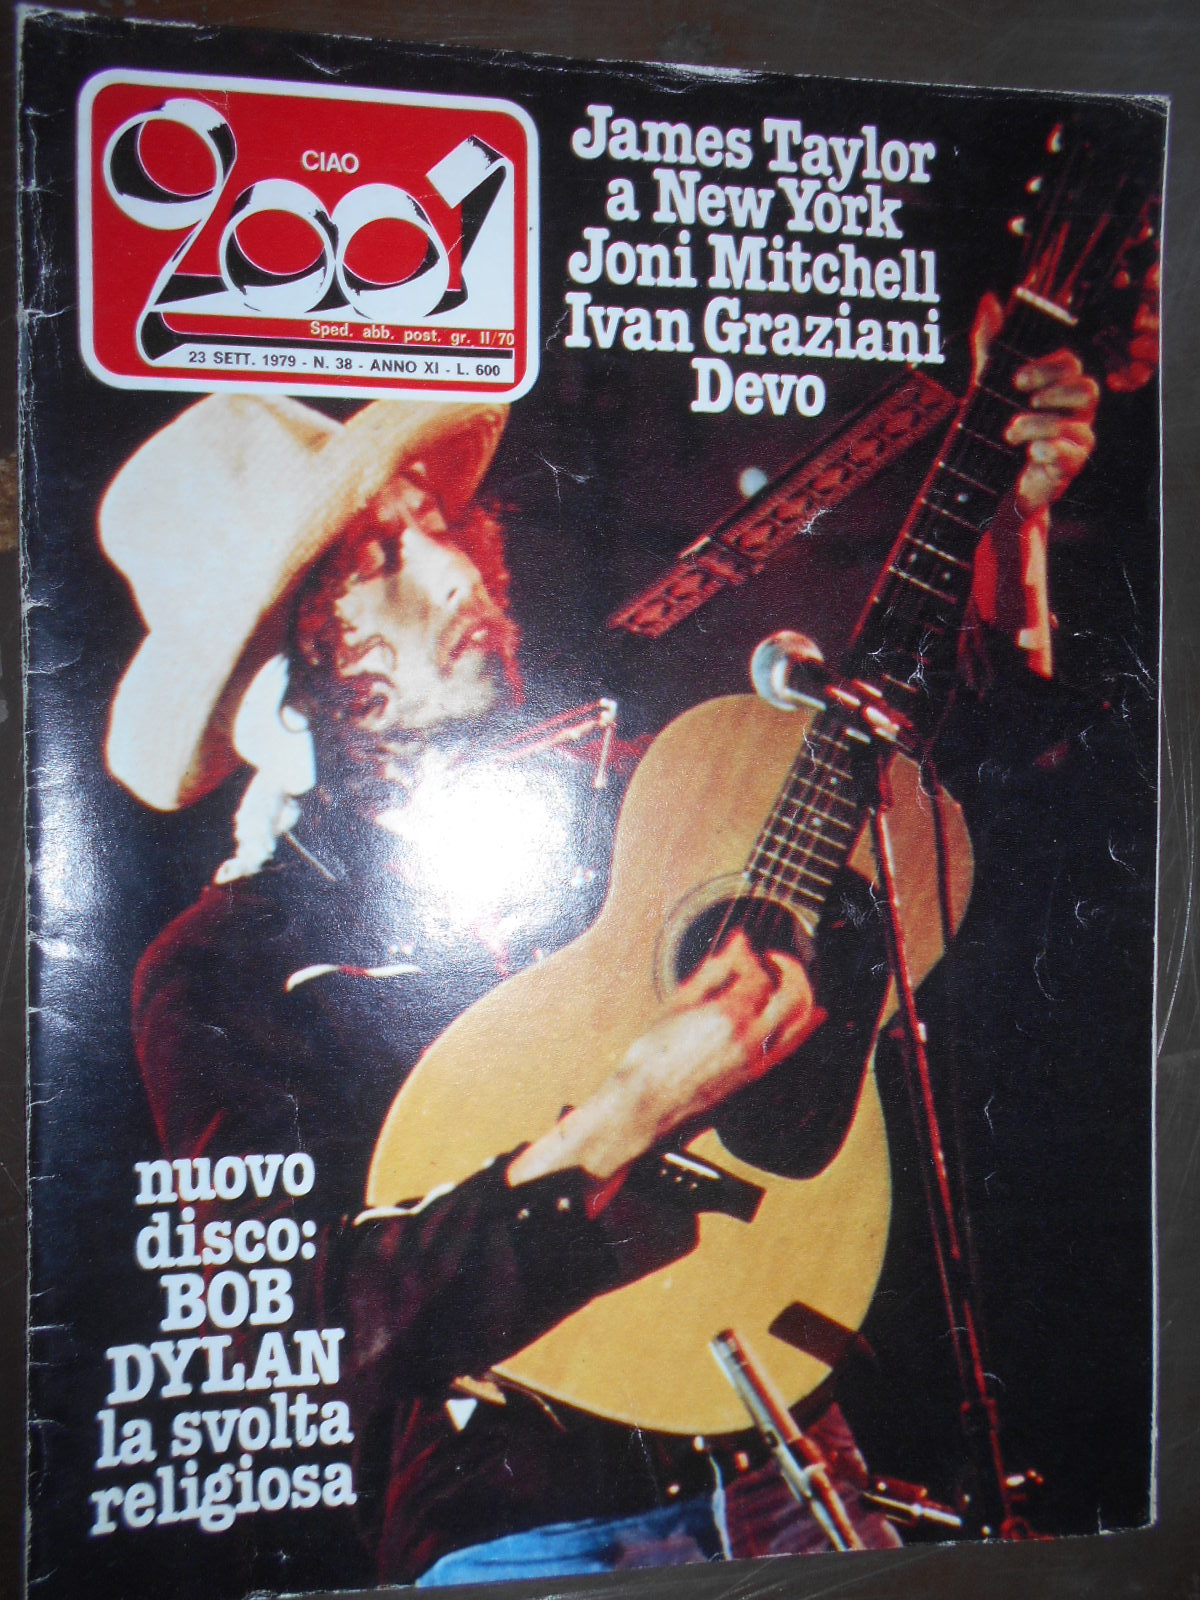 CIAO
2001
Sped. abb. post. gr. II/70
23 SETT. 1979 - N. 38 - ANNO XI - L. 600
James Taylor
a New York
Joni Mitchell
Ivan Graziani
Devo
nuovo
disco:
BOB
DYLAN
la svolta
religiosa